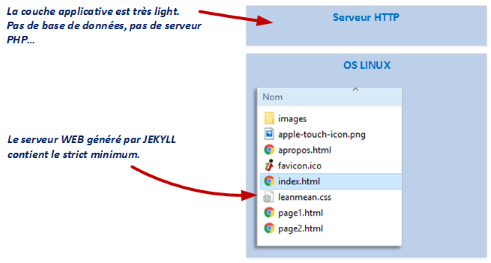 La couche applicative est très light.
Pas de base de données, pas de serveur
PHP...
Serveur HTTP
OS LINUX
Nom
images
apple-touch-icon.png
apropos.html
favicon.ico
index.html
leanmean.css
page1.html
page2.html
Le serveur WEB généré par JEKYLL
contient le strict minimum.